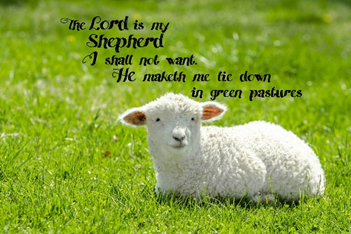 The Lord is my
Shepherd
I shall not want.
He maketh me lie down
in green pastures